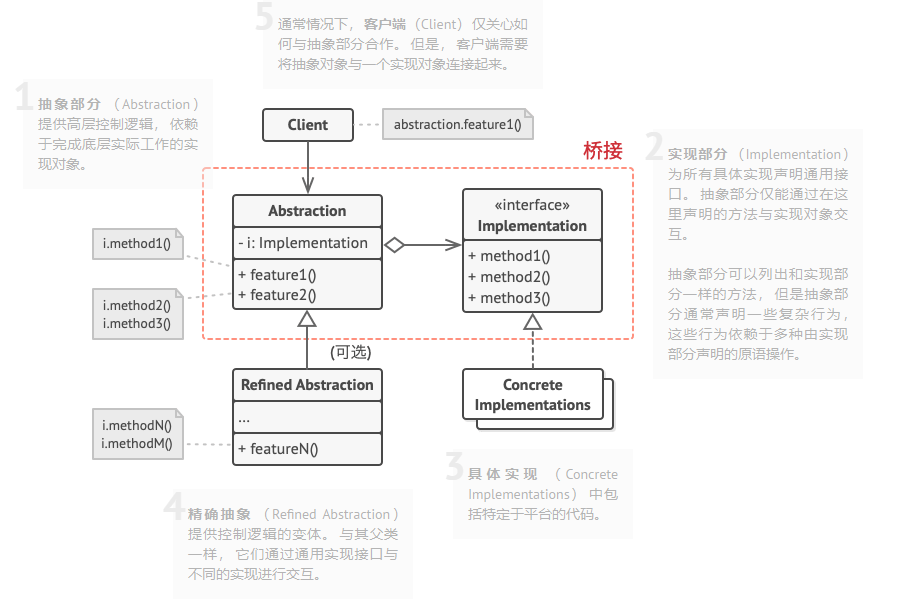 5
通常情况下， 客户端（Client）仅关心如
何与抽象部分合作。 但是， 客户端需要
将抽象对象与一个实现对象连接起来。
1
抽象部分 （Abstraction）
提供高层控制逻辑， 依赖
于完成底层实际工作的实
现对象。
Client
abstraction.feature1()
桥接
2
实现部分 （Implementation）
为所有具体实现声明通用接
口。 抽象部分仅能通过在这
里声明的方法与实现对象交
互。
抽象部分可以列出和实现部
分一样的方法， 但是抽象部
分通常声明一些复杂行为，
这些行为依赖于多种由实现
部分声明的原语操作。
Abstraction
- i: Implementation
+ feature1()
+ feature2()
«interface»
Implementation
+ method1()
+ method2()
+ method3()
i.method1()
i.method2()
i.method3()
(可选)
Refined Abstraction
...
+ featureN()
Concrete
Implementations
i.methodN()
i.methodM()
3
具体实现 （Concrete
Implementations） 中包
括特定于平台的代码。
4
精确抽象 （Refined Abstraction）
提供控制逻辑的变体。 与其父类
一样， 它们通过通用实现接口与
不同的实现进行交互。